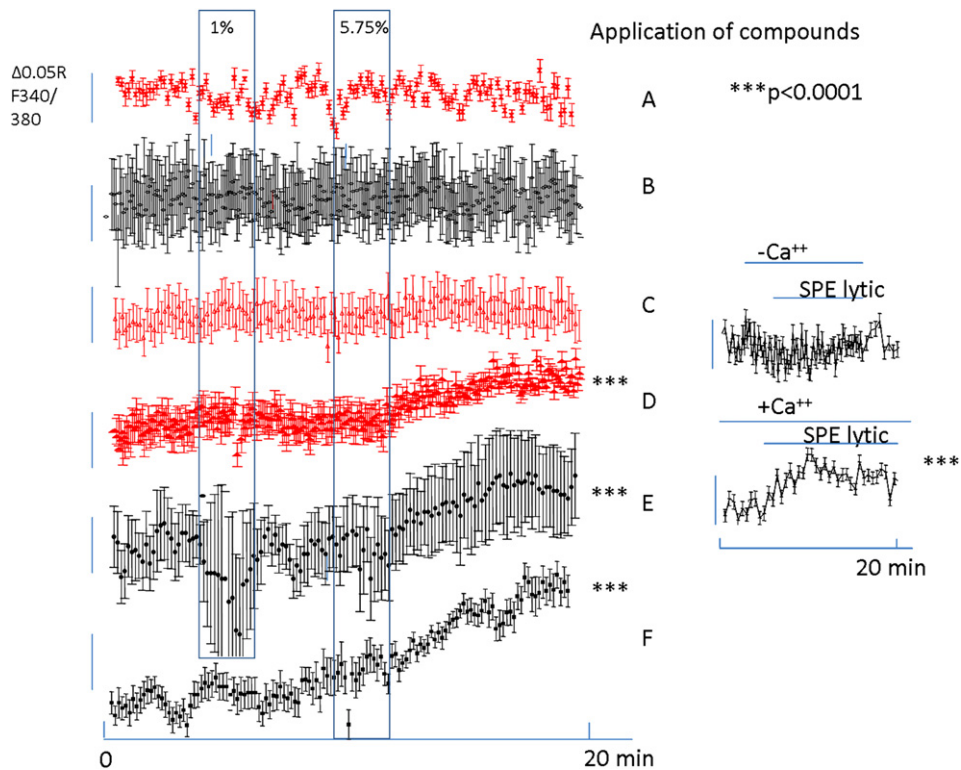 1%
5.75%
Application of compounds
Δ0.05R
F340/
380
***p<0.0001
A
B
C
D
***
E
***
F
***
-Ca⁺⁺
SPE lytic
+Ca⁺⁺
SPE lytic
***
20 min
0
20 min